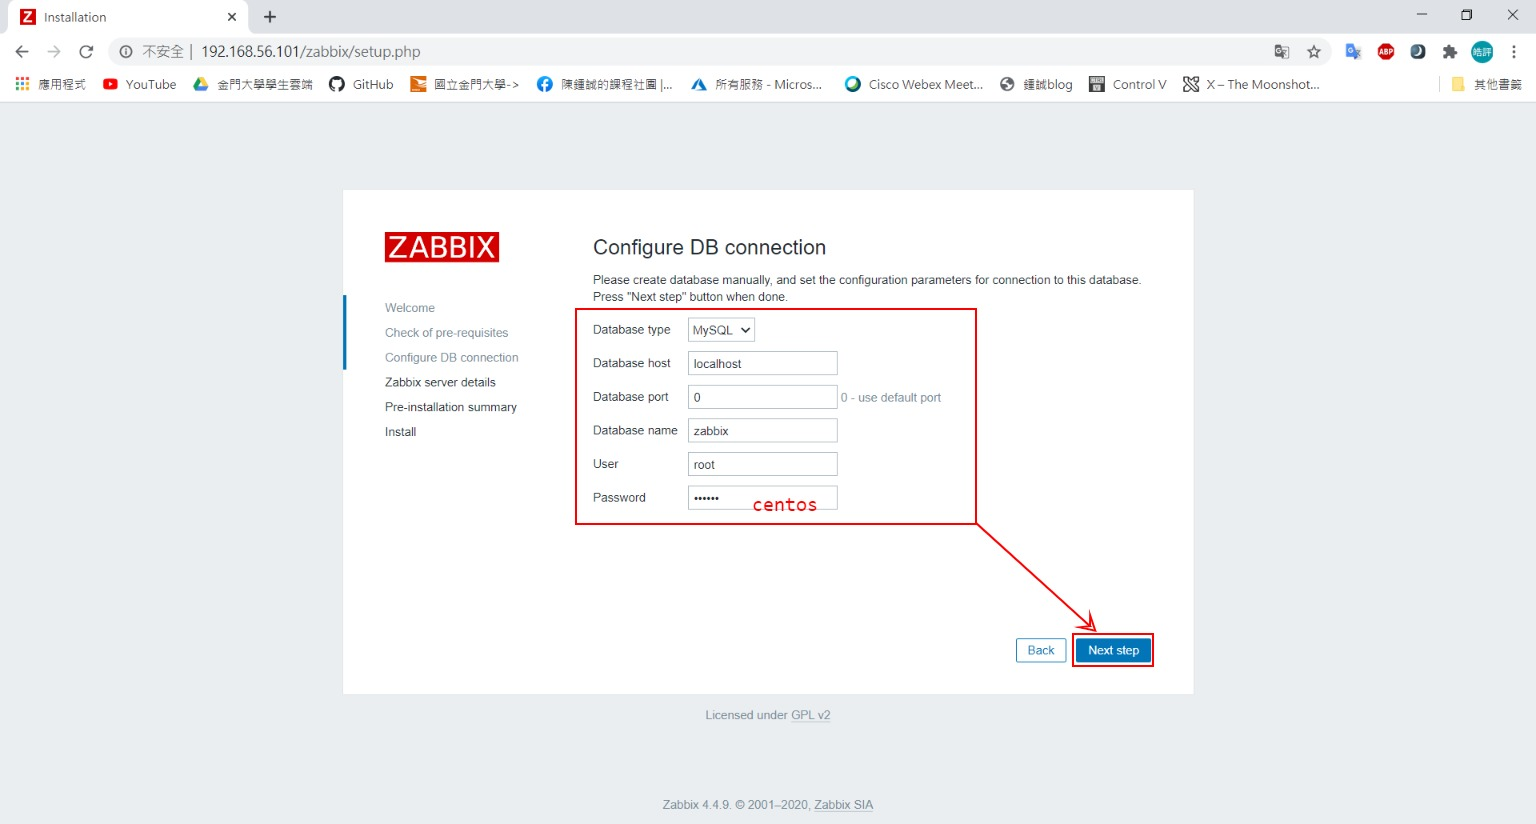 Installation
不安全 | 192.168.56.101/zabbix/setup.php
ABP
皓評
應用程式 YouTube 金門大學學生雲端 GitHub 國立金門大學-> 陳鍾誠的課程社團 |... 所有服務 - Micros... Cisco Webex Meet... 鍾誠blog Control V X – The Moonshot... 其他書籤
ZABBIX
Welcome
Check of pre-requisites
Configure DB connection
Zabbix server details
Pre-installation summary
Install
Configure DB connection
Please create database manually, and set the configuration parameters for connection to this database.
Press "Next step" button when done.
Database type MySQL
Database host localhost
Database port 0 0 - use default port
Database name zabbix
User root
Password •••••• centos
Back Next step
Licensed under GPL v2
Zabbix 4.4.9. © 2001–2020, Zabbix SIA